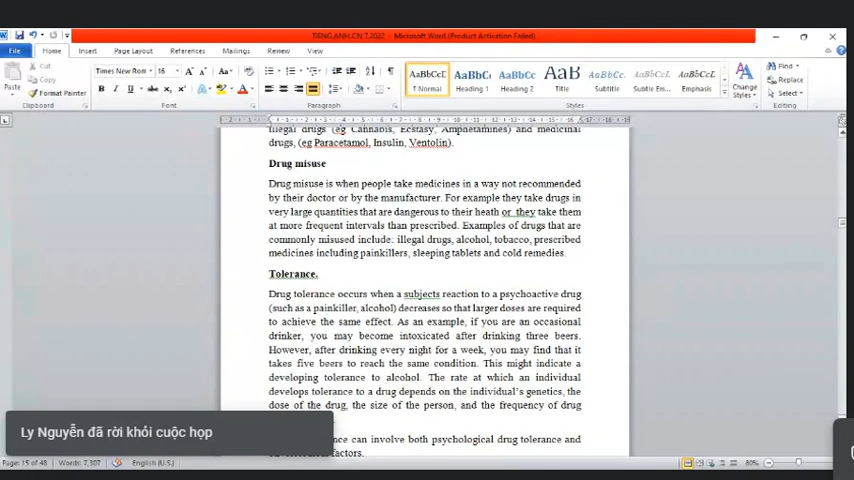 TIENG.ANH.CN 7.2022 - Microsoft Word (Product Activation Failed)
File Home Insert Page Layout References Mailings Review View
Cut
Copy
Paste
Format Painter
Clipboard
Times New Rom 16
Font
Paragraph
AaBbCcI AaBbC AaBbCc AaB AaBbCc. AaBbCcI AaBbCcL
¶ Normal Heading 1 Heading 2 Title Subtitle Subtle Em... Emphasis
Change Styles
Styles
Find
Replace
Select
Editing
illegal drugs (eg Cannabis, Ecstasy, Amphetamines) and medicinal
drugs, (eg Paracetamol, Insulin, Ventolin).
Drug misuse
Drug misuse is when people take medicines in a way not recommended
by their doctor or by the manufacturer. For example they take drugs in
very large quantities that are dangerous to their heath or they take them
at more frequent intervals than prescribed. Examples of drugs that are
commonly misused include: illegal drugs, alcohol, tobacco, prescribed
medicines including painkillers, sleeping tablets and cold remedies.
Tolerance.
Drug tolerance occurs when a subjects reaction to a psychoactive drug
(such as a painkiller, alcohol) decreases so that larger doses are required
to achieve the same effect. As an example, if you are an occasional
drinker, you may become intoxicated after drinking three beers.
However, after drinking every night for a week, you may find that it
takes five beers to reach the same condition. This might indicate a
developing tolerance to alcohol. The rate at which an individual
develops tolerance to a drug depends on the individual's genetics, the
dose of the drug, the size of the person, and the frequency of drug
can involve both psychological drug tolerance and
factors.
Ly Nguyễn đã rời khỏi cuộc họp
Page: 15 of 48 Words: 7,307 English (U.S.) 80%